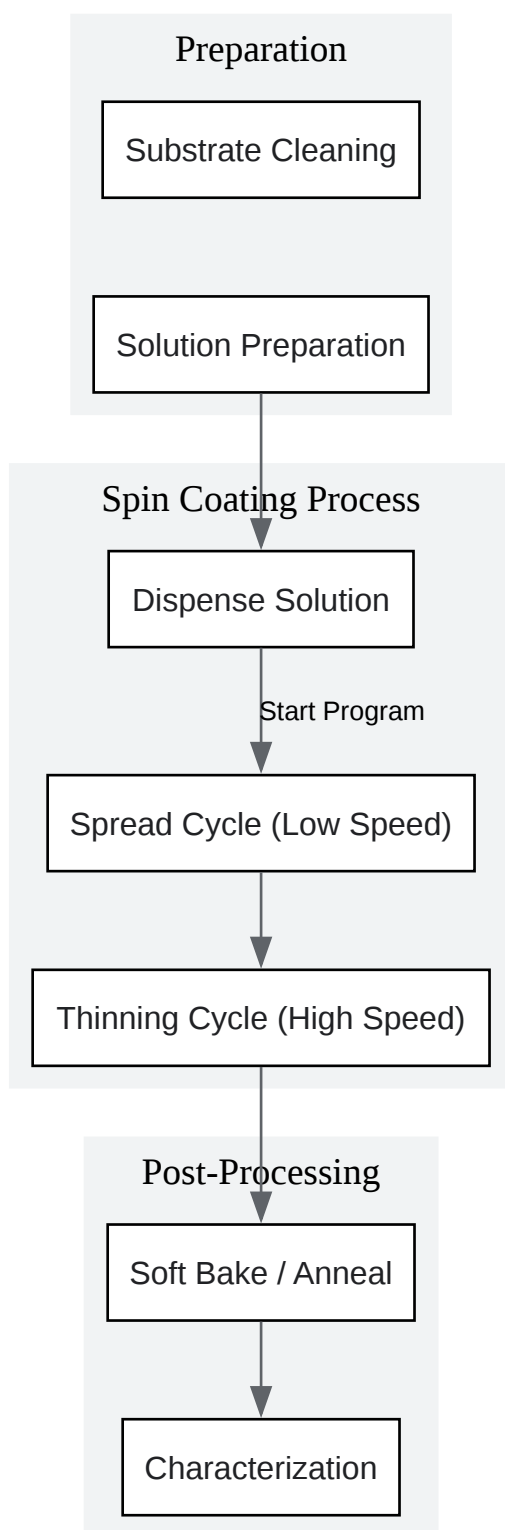 Preparation
Substrate Cleaning
Solution Preparation
Spin Coating Process
Dispense Solution
Start Program
Spread Cycle (Low Speed)
Thinning Cycle (High Speed)
Post-Processing
Soft Bake / Anneal
Characterization